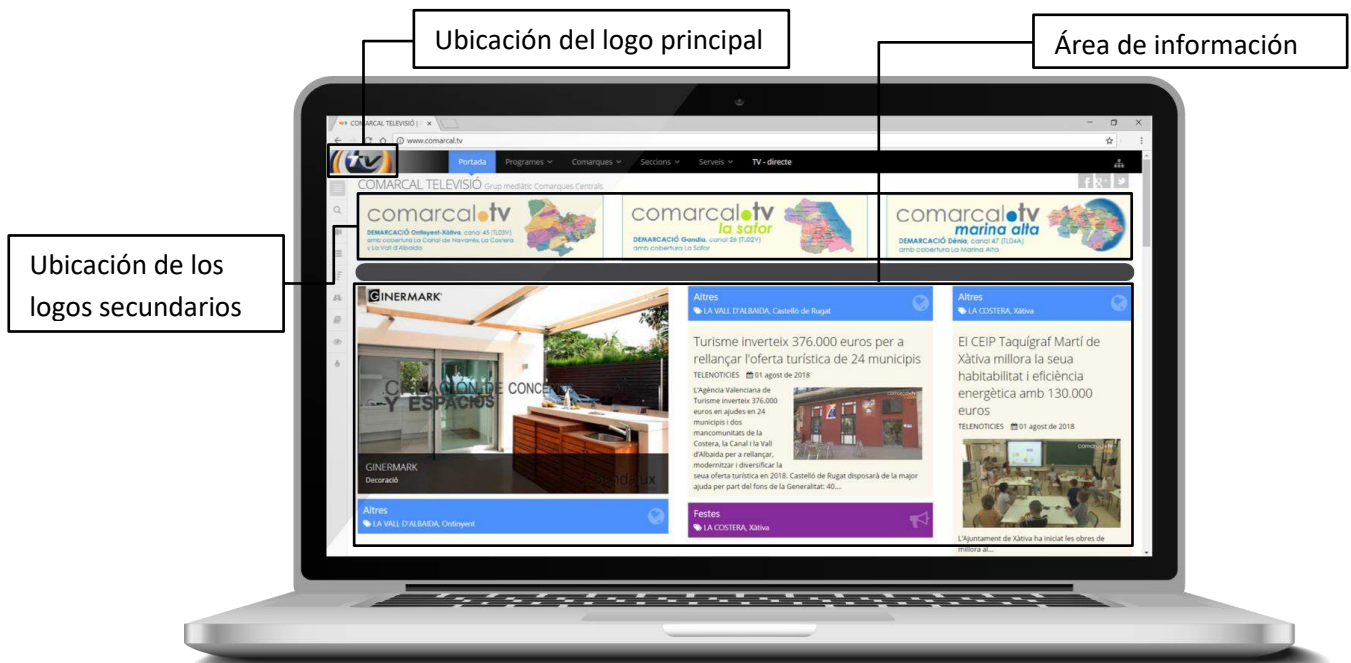 Ubicación del logo principal
Área de información
Ubicación de los
logos secundarios
COMARCAL TELEVISIÓ |
www.comarcal.tv
tv
Portada Programes Comarques Seccions Serveis TV - directe
COMARCAL TELEVISIÓ Grup mediàtic Comarques Centrals
comarcal tv
DEMARCACIÓ Ontinyent-Xàtiva, canal 45 (TL03V)
amb cobertura La Canal de Navarrés, La Costera
y La Vall d'Albaida
comarcal tv
la safor
DEMARCACIÓ Gandia, canal 26 (TL02V)
amb cobertura La Safor
comarcal tv
marina alta
DEMARCACIÓ Dénia, canal 47 (TL04A)
amb cobertura La Marina Alta
GINERMARK
CREACIÓN DE
Y ESPACIOS
GINERMARK
Decoració
Altres
LA VALL D'ALBAIDA, Ontinyent
Altres
LA VALL D'ALBAIDA, Castelló de Rugat
Turisme inverteix 376.000 euros per a
rellançar l'oferta turística de 24 municipis
TELENOTICIES 01 agost de 2018
L'Agència Valenciana de
Turisme inverteix 376.000
euros en ajudes en 24
municipis i dos
mancomunitats de la
Costera, la Canal i la Vall
d'Albaida per a rellançar,
modernitzar i diversificar la
seua oferta turística en 2018. Castelló de Rugat disposarà de la major
ajuda per part del fons de la Generalitat: 40....
Festes
LA COSTERA, Xàtiva
Altres
LA COSTERA, Xàtiva
El CEIP Taquígraf Martí de
Xàtiva millora la seua
habitabilitat i eficiència
energètica amb 130.000
euros
TELENOTICIES 01 agost de 2018
L'Ajuntament de Xàtiva ha iniciat les obres de
millora al...